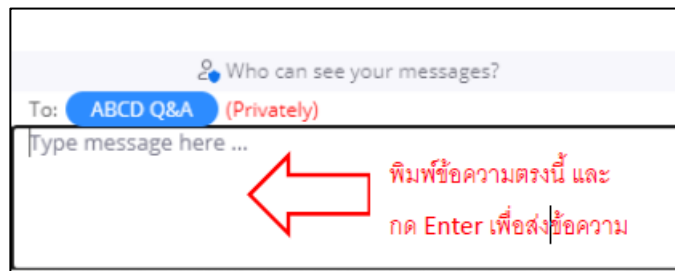 Who can see your messages?
To: ABCD Q&A (Privately)
Type message here ...
พิมพ์ข้อความตรงนี้ และ
กด Enter เพื่อส่งข้อความ